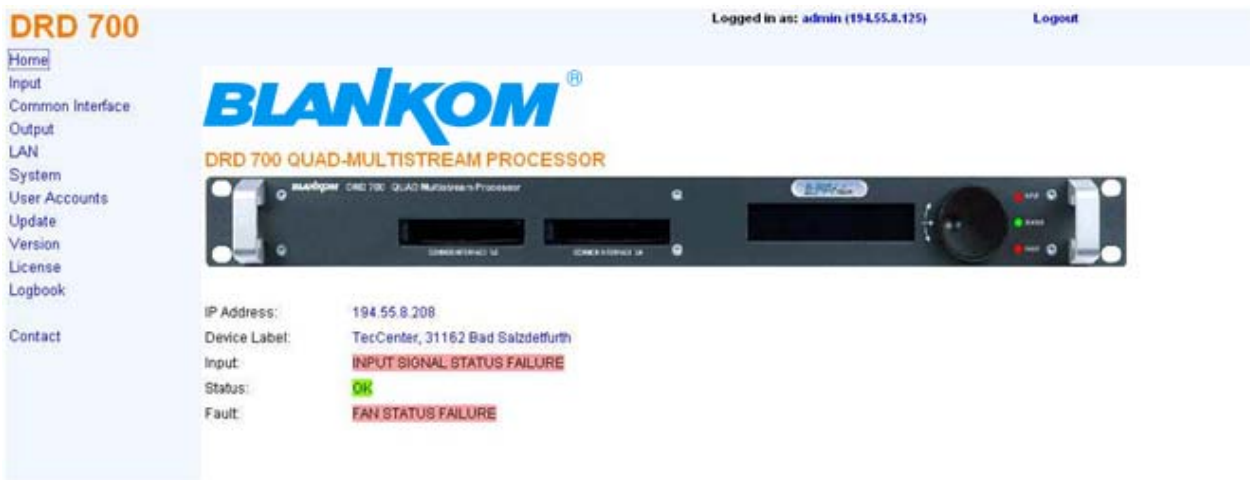 DRD 700
Logged in as: admin (194.55.8.125)
Logout
Home
Input
Common Interface
Output
LAN
System
User Accounts
Update
Version
License
Logbook
Contact
BLANKOM®
DRD 700 QUAD-MULTISTREAM PROCESSOR
BLANKOM DRD 700 QUAD Multistream-Processor
IP Address: 194.55.8.208
Device Label: TecCenter, 31162 Bad Salzdetfurth
Input: INPUT SIGNAL STATUS FAILURE
Status: OK
Fault: FAN STATUS FAILURE